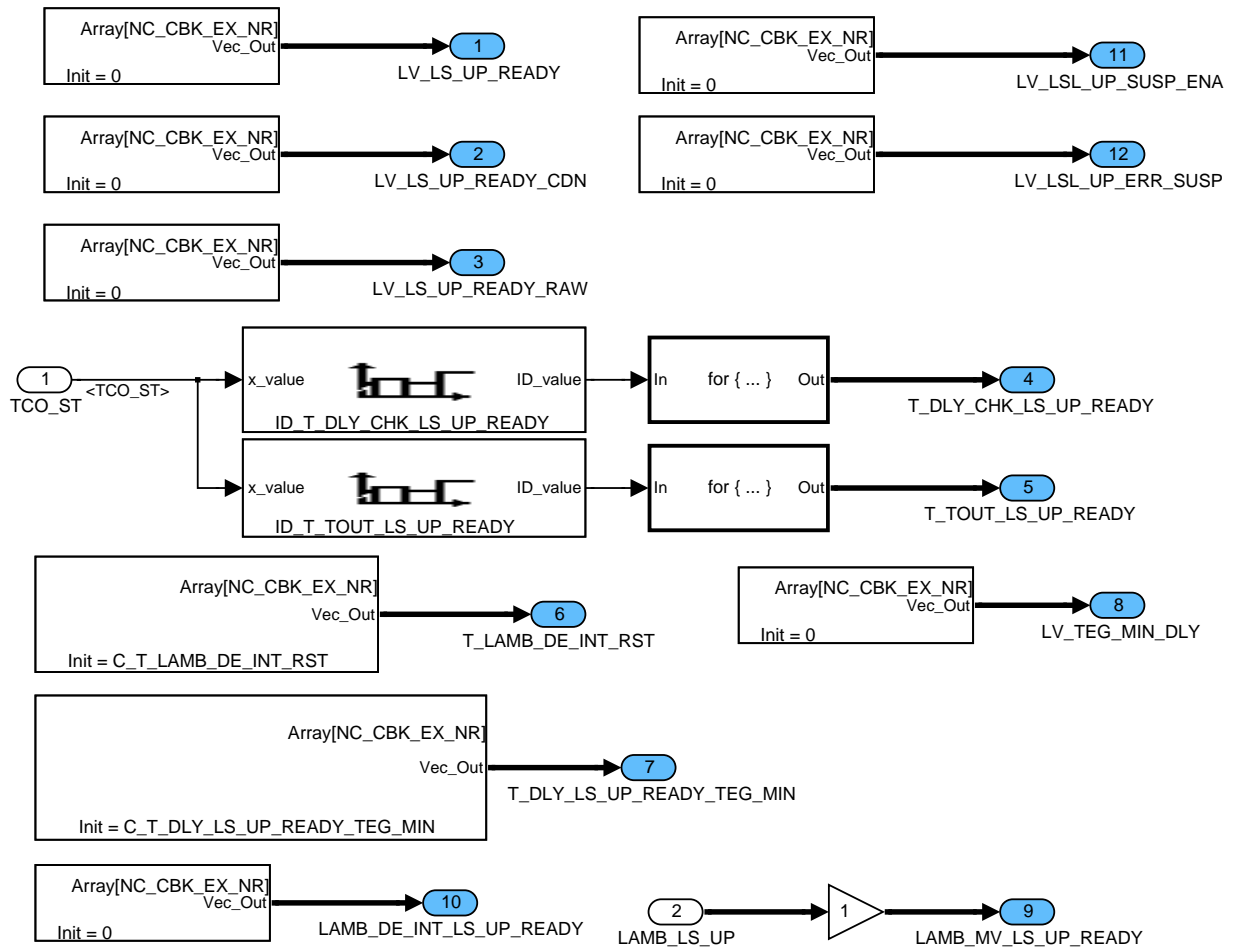 Array[NC_CBK_EX_NR]
Vec_Out
Init = 0
1
LV_LS_UP_READY
Array[NC_CBK_EX_NR]
Vec_Out
Init = 0
11
LV_LSL_UP_SUSP_ENA
Array[NC_CBK_EX_NR]
Vec_Out
Init = 0
2
LV_LS_UP_READY_CDN
Array[NC_CBK_EX_NR]
Vec_Out
Init = 0
12
LV_LSL_UP_ERR_SUSP
Array[NC_CBK_EX_NR]
Vec_Out
Init = 0
3
LV_LS_UP_READY_RAW
1
TCO_ST
<TCO_ST>
x_value
ID_value
ID_T_DLY_CHK_LS_UP_READY
In
for { ... }
Out
4
T_DLY_CHK_LS_UP_READY
x_value
ID_value
ID_T_TOUT_LS_UP_READY
In
for { ... }
Out
5
T_TOUT_LS_UP_READY
Array[NC_CBK_EX_NR]
Vec_Out
Init = C_T_LAMB_DE_INT_RST
6
T_LAMB_DE_INT_RST
Array[NC_CBK_EX_NR]
Vec_Out
Init = 0
8
LV_TEG_MIN_DLY
Array[NC_CBK_EX_NR]
Vec_Out
Init = C_T_DLY_LS_UP_READY_TEG_MIN
7
T_DLY_LS_UP_READY_TEG_MIN
Array[NC_CBK_EX_NR]
Vec_Out
Init = 0
10
LAMB_DE_INT_LS_UP_READY
2
LAMB_LS_UP
1
9
LAMB_MV_LS_UP_READY